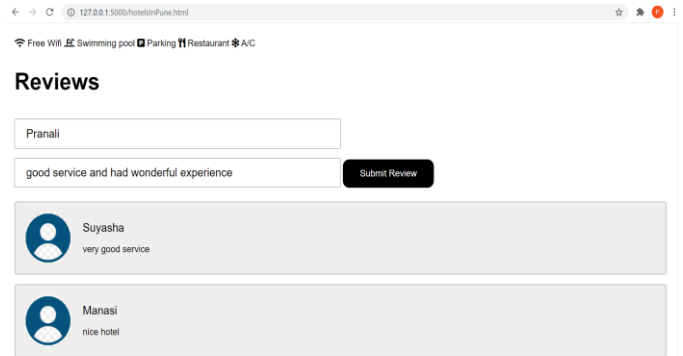 127.0.0.1:5000/hotelsInPune.html
P
Free Wifi Swimming pool P Parking Restaurant A/C
Reviews
Pranali
good service and had wonderful experience Submit Review
Suyasha
very good service
Manasi
nice hotel